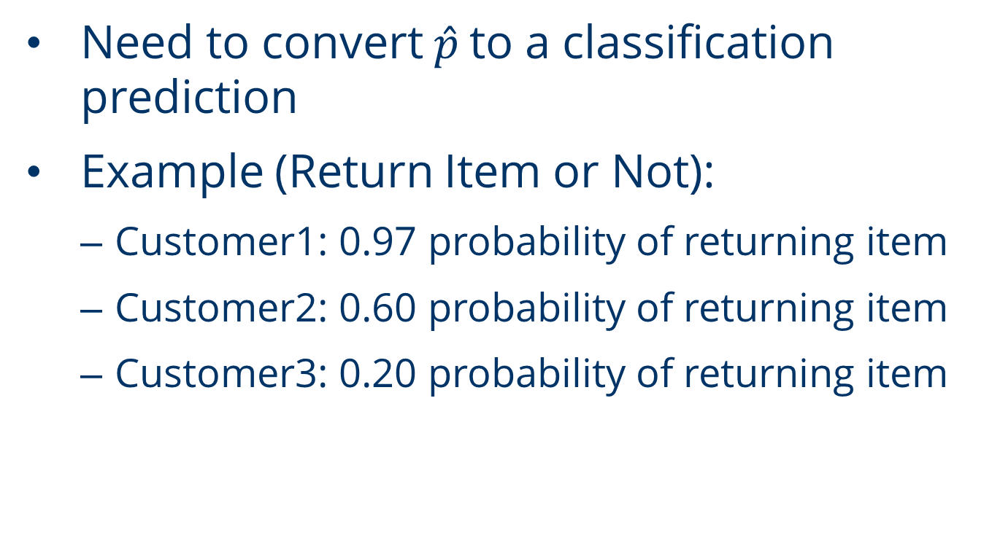 • Need to convert p̂ to a classification
prediction
• Example (Return Item or Not):
– Customer1: 0.97 probability of returning item
– Customer2: 0.60 probability of returning item
– Customer3: 0.20 probability of returning item